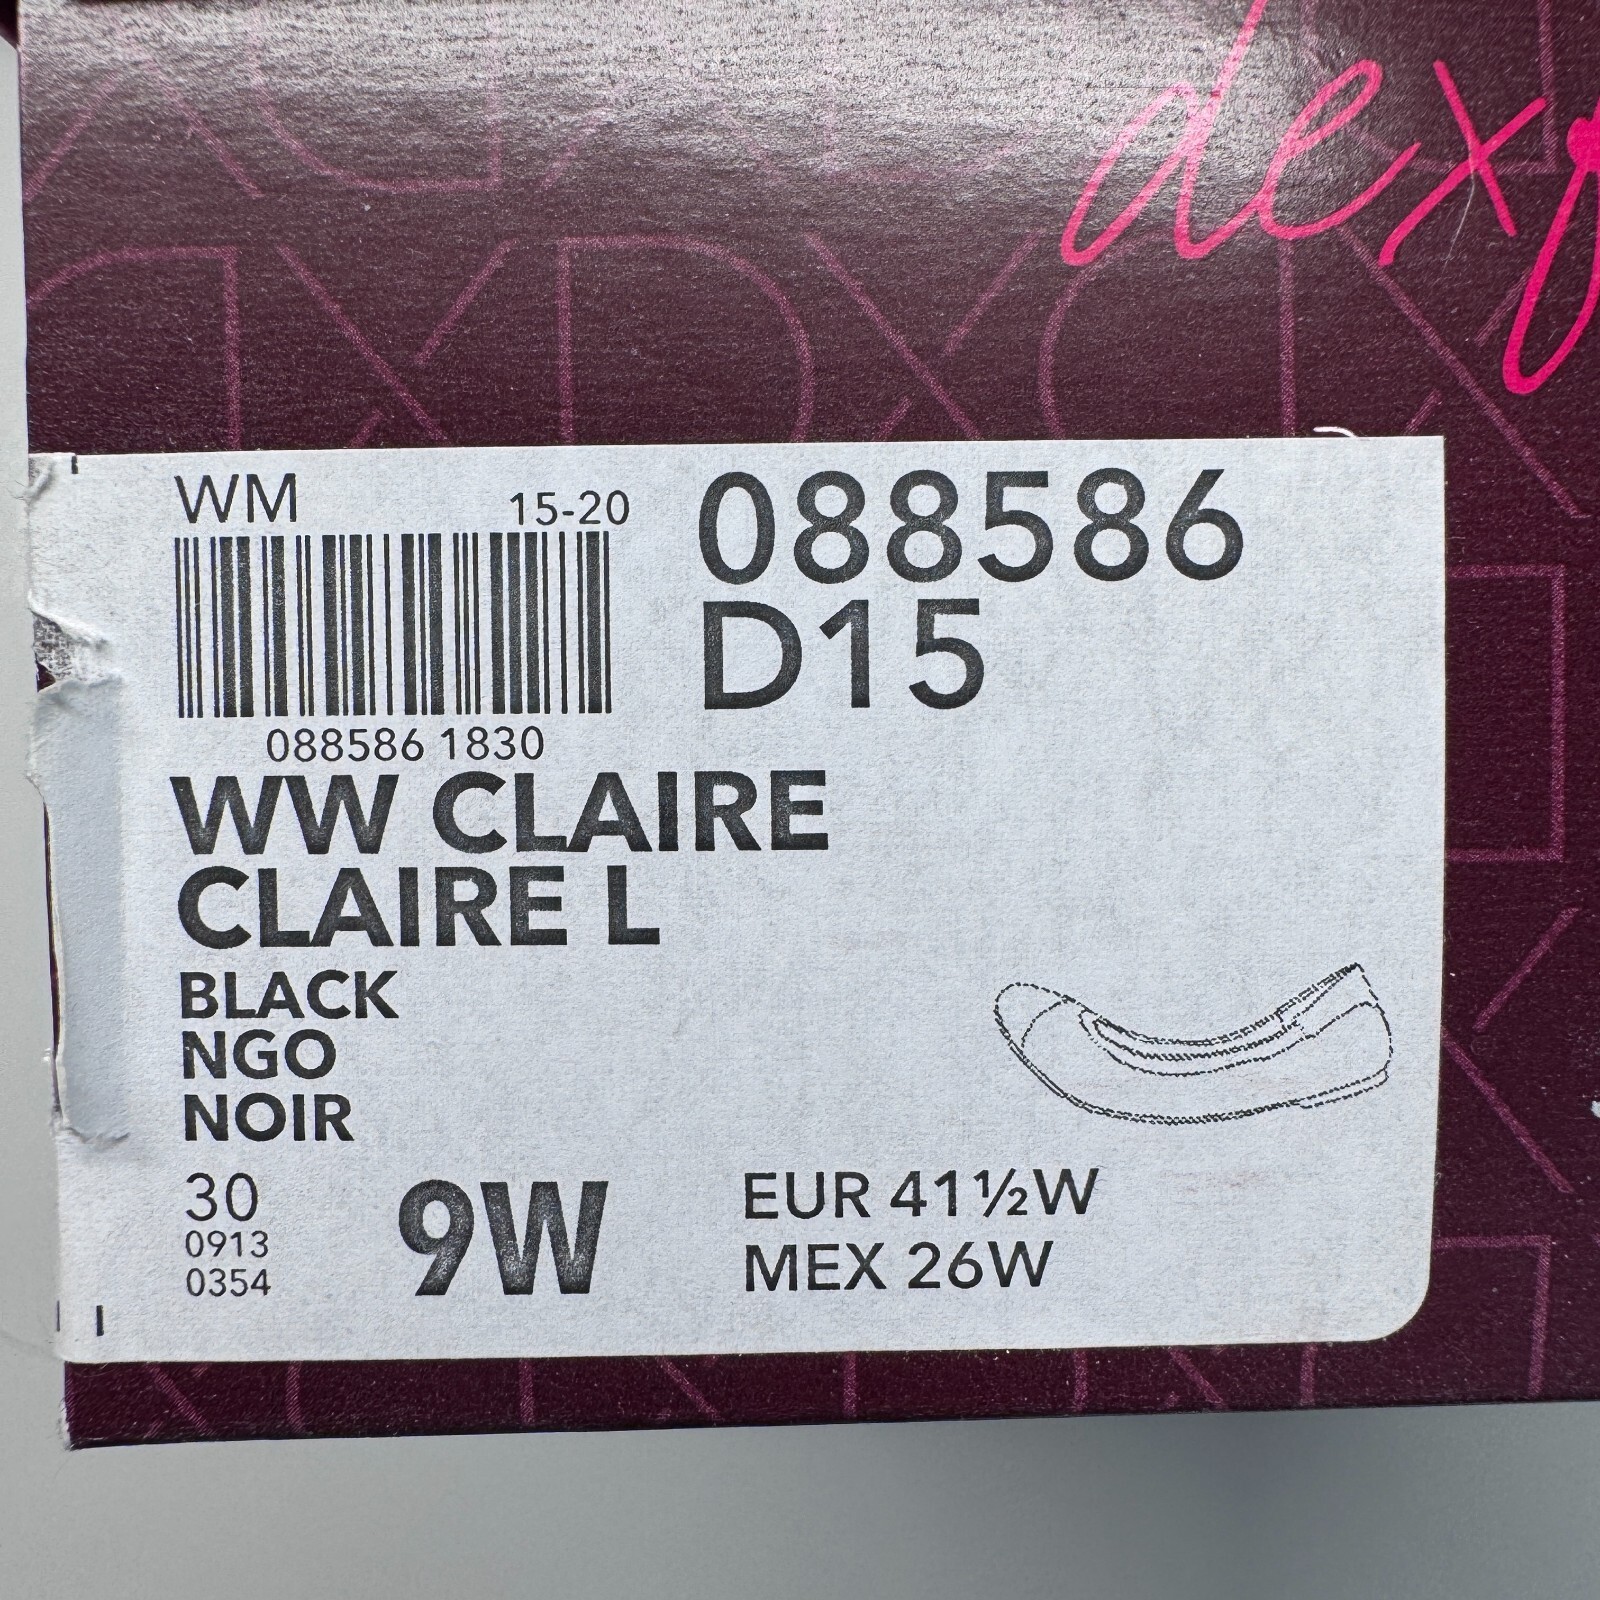 WM 15-20
088586
D15
088586 1830
WW CLAIRE
CLAIRE L
BLACK
NGO
NOIR
30
0913
0354
9W
EUR 41½W
MEX 26W